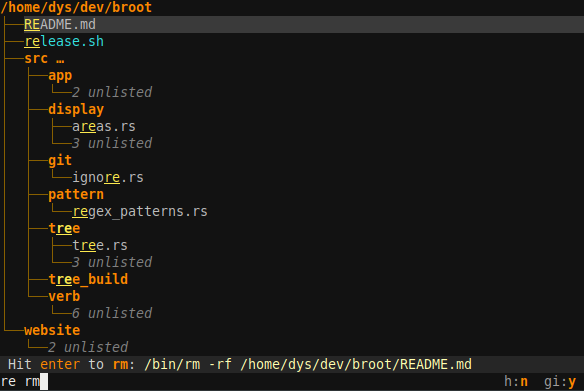 /home/dys/dev/broot
README.md
release.sh
src …
app
2 unlisted
display
areas.rs
3 unlisted
git
ignore.rs
pattern
regex_patterns.rs
tree
tree.rs
3 unlisted
tree_build
verb
6 unlisted
website
2 unlisted
Hit enter to rm: /bin/rm -rf /home/dys/dev/broot/README.md
re rm h:n gi:y